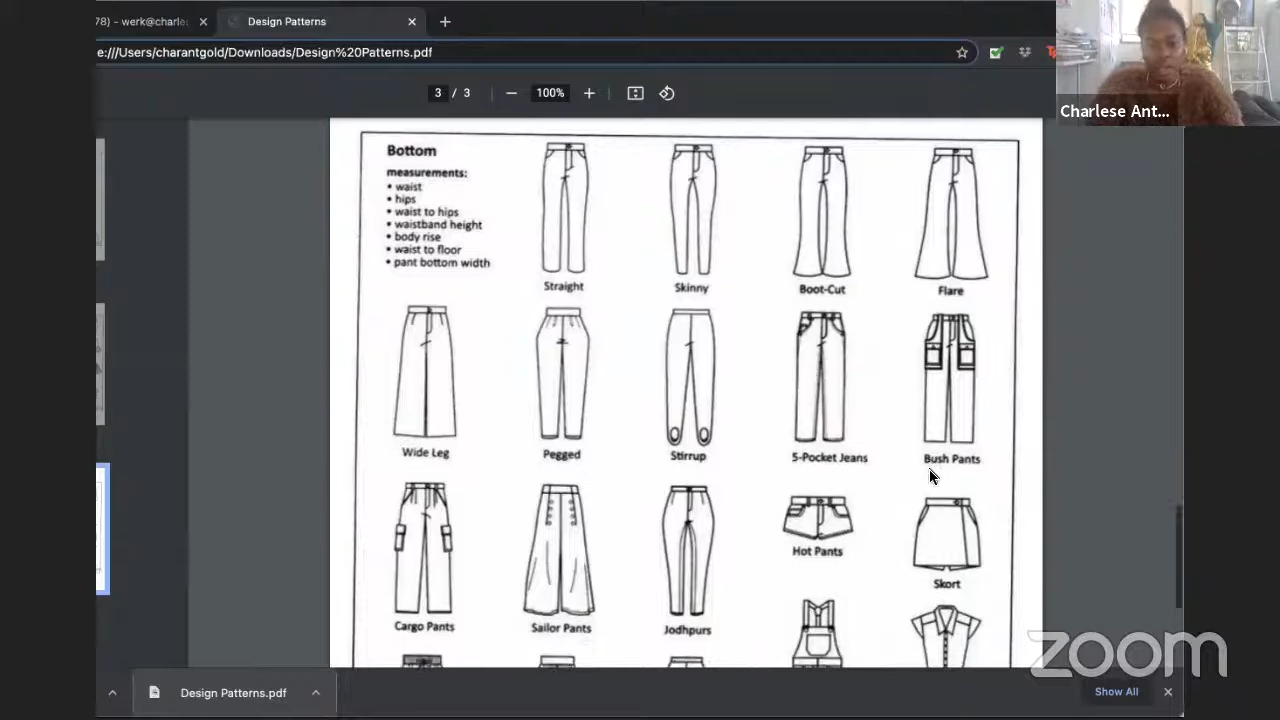 78) - werk@charle
Design Patterns
e:///Users/charantgold/Downloads/Design%20Patterns.pdf
3 / 3
100%
Charlese Ant...
Bottom
measurements:
• waist
• hips
• waist to hips
• waistband height
• body rise
• waist to floor
• pant bottom width
Straight
Skinny
Boot-Cut
Flare
Wide Leg
Pegged
Stirrup
5-Pocket Jeans
Bush Pants
Hot Pants
Skort
Cargo Pants
Sailor Pants
Jodhpurs
zoom
Design Patterns.pdf
Show All